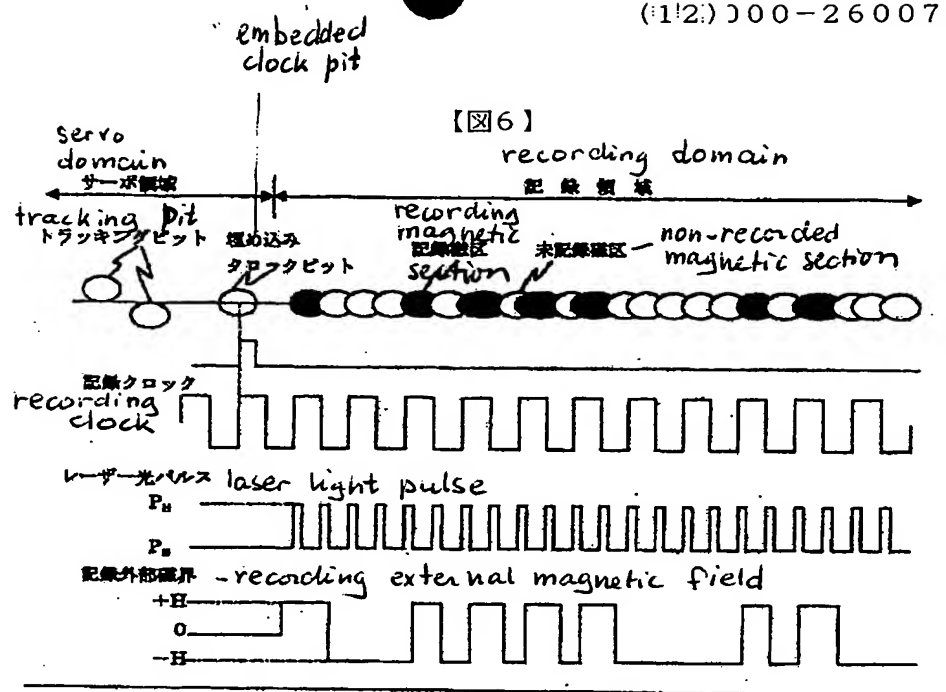 (12) 000-26007
embedded
clock pit
【図6】
servo
domain
サーボ領域
recording domain
記録領域
tracking pit
トラッキングピット
埋め込み
クロックピット
recording
magnetic
記録磁区
section
未記録磁区
non-recorded
magnetic section
記録クロック
recording
clock
レーザー光パルス
laser light pulse
P
P
記録外部磁界
-recording external magnetic field
+H
0
-H